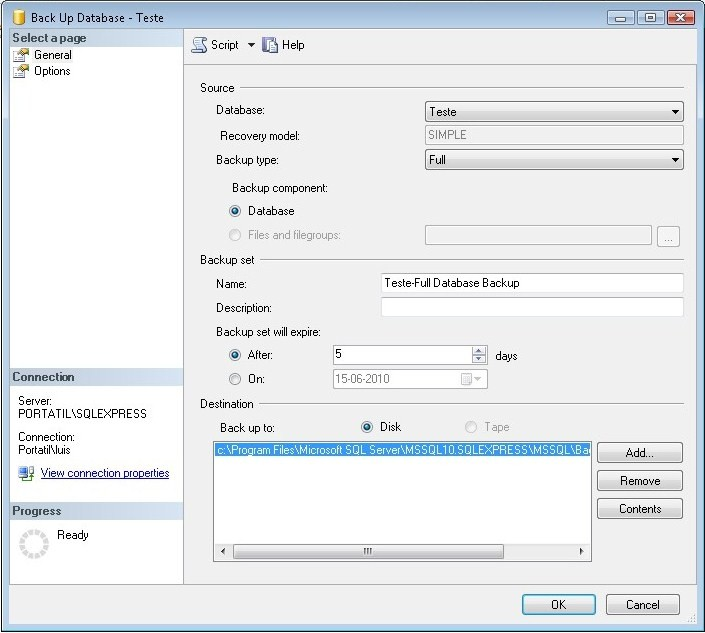 Back Up Database - Teste
Select a page
General
Options
Script
Help
Source
Database:
Teste
Recovery model:
SIMPLE
Backup type:
Full
Backup component:
Database
Files and filegroups:
...
Backup set
Name:
Teste-Full Database Backup
Description:
Backup set will expire:
After:
5
days
On:
15-06-2010
Destination
Back up to:
Disk
Tape
c:\Program Files\Microsoft SQL Server\MSSQL10.SQLEXPRESS\MSSQL\Bac
Add...
Remove
Contents
Connection
Server:
PORTATIL\SQLEXPRESS
Connection:
Portatil\luis
View connection properties
Progress
Ready
OK
Cancel